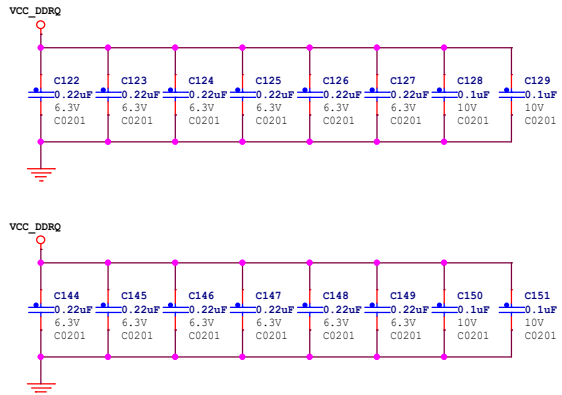 VCC_DDRQ
C122 C123 C124 C125 C126 C127 C128 C129
0.22uF 0.22uF 0.22uF 0.22uF 0.22uF 0.22uF 0.1uF 0.1uF
6.3V 6.3V 6.3V 6.3V 6.3V 6.3V 10V 10V
C0201 C0201 C0201 C0201 C0201 C0201 C0201 C0201
VCC_DDRQ
C144 C145 C146 C147 C148 C149 C150 C151
0.22uF 0.22uF 0.22uF 0.22uF 0.22uF 0.22uF 0.1uF 0.1uF
6.3V 6.3V 6.3V 6.3V 6.3V 6.3V 10V 10V
C0201 C0201 C0201 C0201 C0201 C0201 C0201 C0201